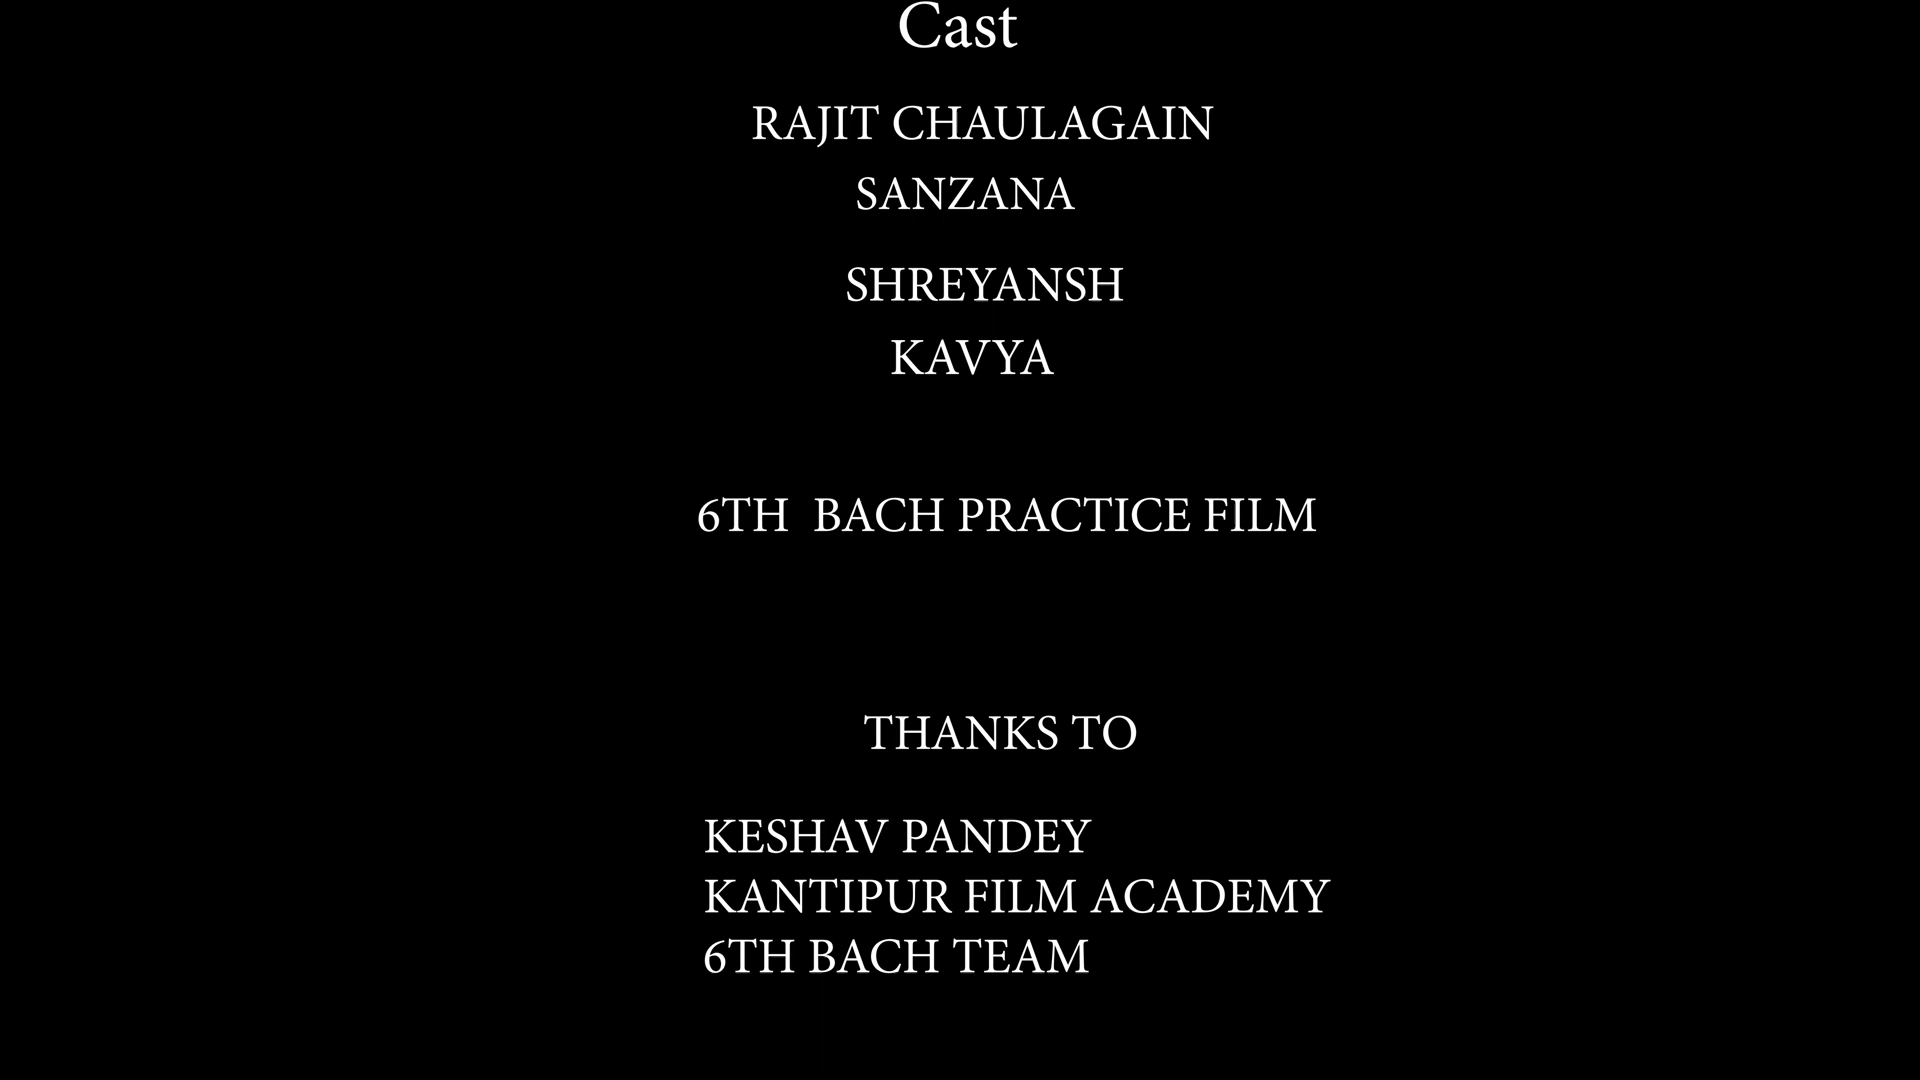 Cast
RAJIT CHAULAGAIN
SANZANA
SHREYANSH
KAVYA
6TH  BACH PRACTICE FILM
THANKS TO
KESHAV PANDEY
KANTIPUR FILM ACADEMY
6TH BACH TEAM